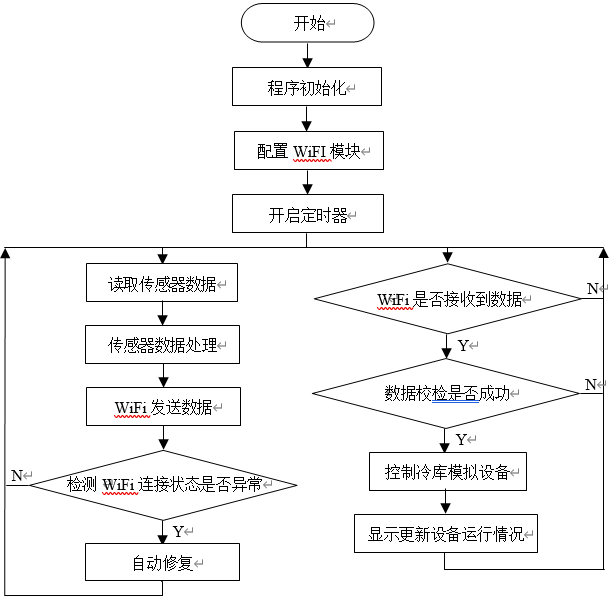 开始
程序初始化
配置 WiFI 模块
开启定时器
读取传感器数据
传感器数据处理
WiFi 发送数据
检测 WiFi 连接状态是否异常
N
Y
自动修复
WiFi 是否接收到数据
N
Y
数据校检是否成功
N
Y
控制冷库模拟设备
显示更新设备运行情况